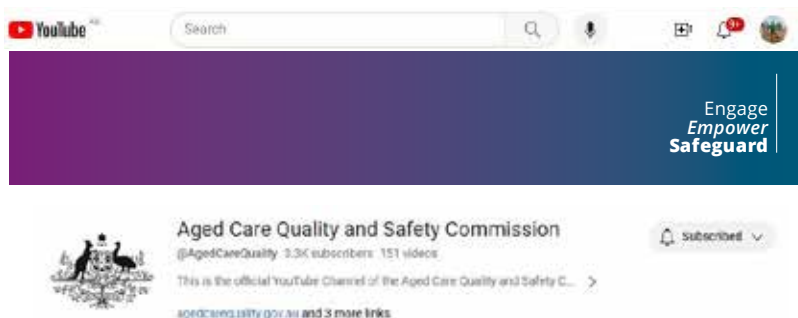 YouTube
Search
9+
Engage
Empower
Safeguard
Aged Care Quality and Safety Commission
@AgedCareQuality 3.3K subscribers 151 videos
This is the official YouTube Channel of the Aged Care Quality and Safety C...
agedcarequality.gov.au and 3 more links
Subscribed